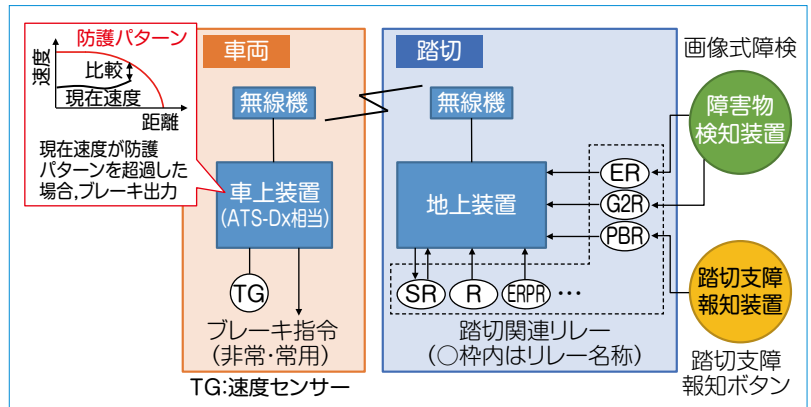 防護パターン
速度
比較
現在速度
距離
現在速度が防護
パターンを超過した
場合,ブレーキ出力
車両
無線機
車上装置
(ATS-Dx相当)
TG
ブレーキ指令
(非常・常用)
TG:速度センサー
踏切
無線機
地上装置
ER
G2R
PBR
SR
R
ERPR
…
踏切関連リレー
(○枠内はリレー名称)
画像式障検
障害物
検知装置
踏切支障
報知装置
踏切支障
報知ボタン